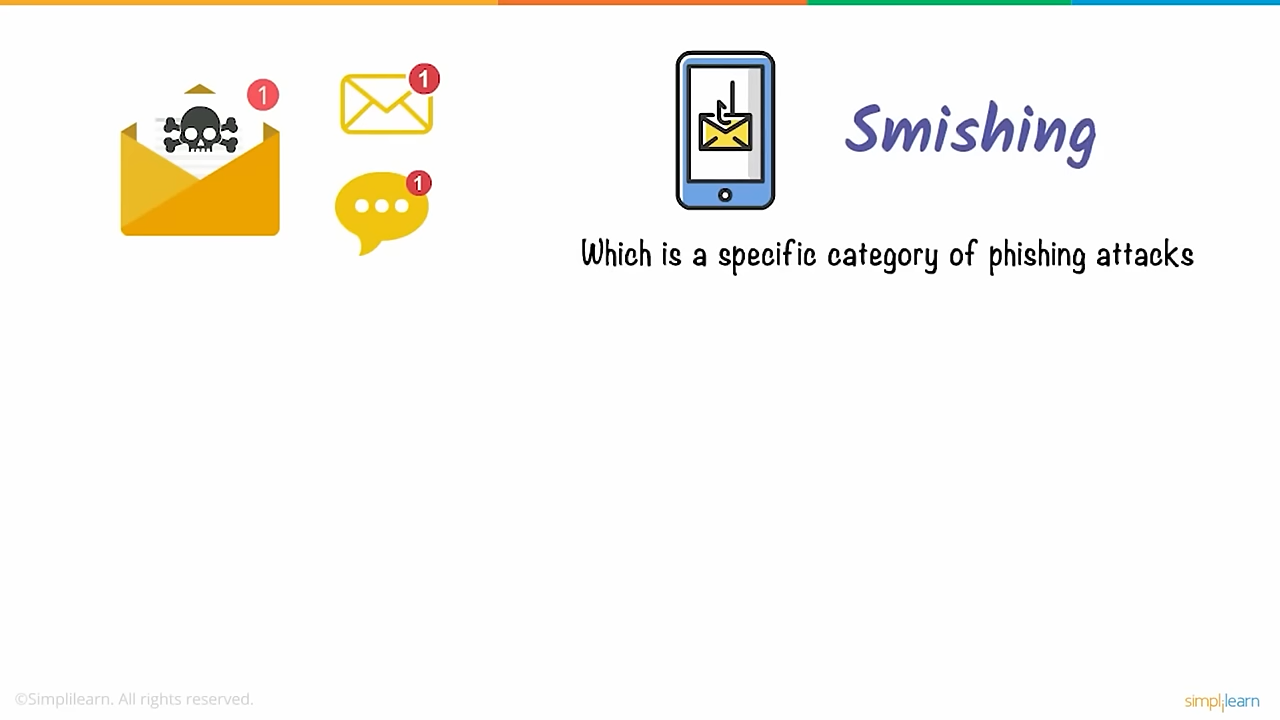 1
1
1
Smishing
Which is a specific category of phishing attacks
©Simplilearn. All rights reserved.
simplilearn